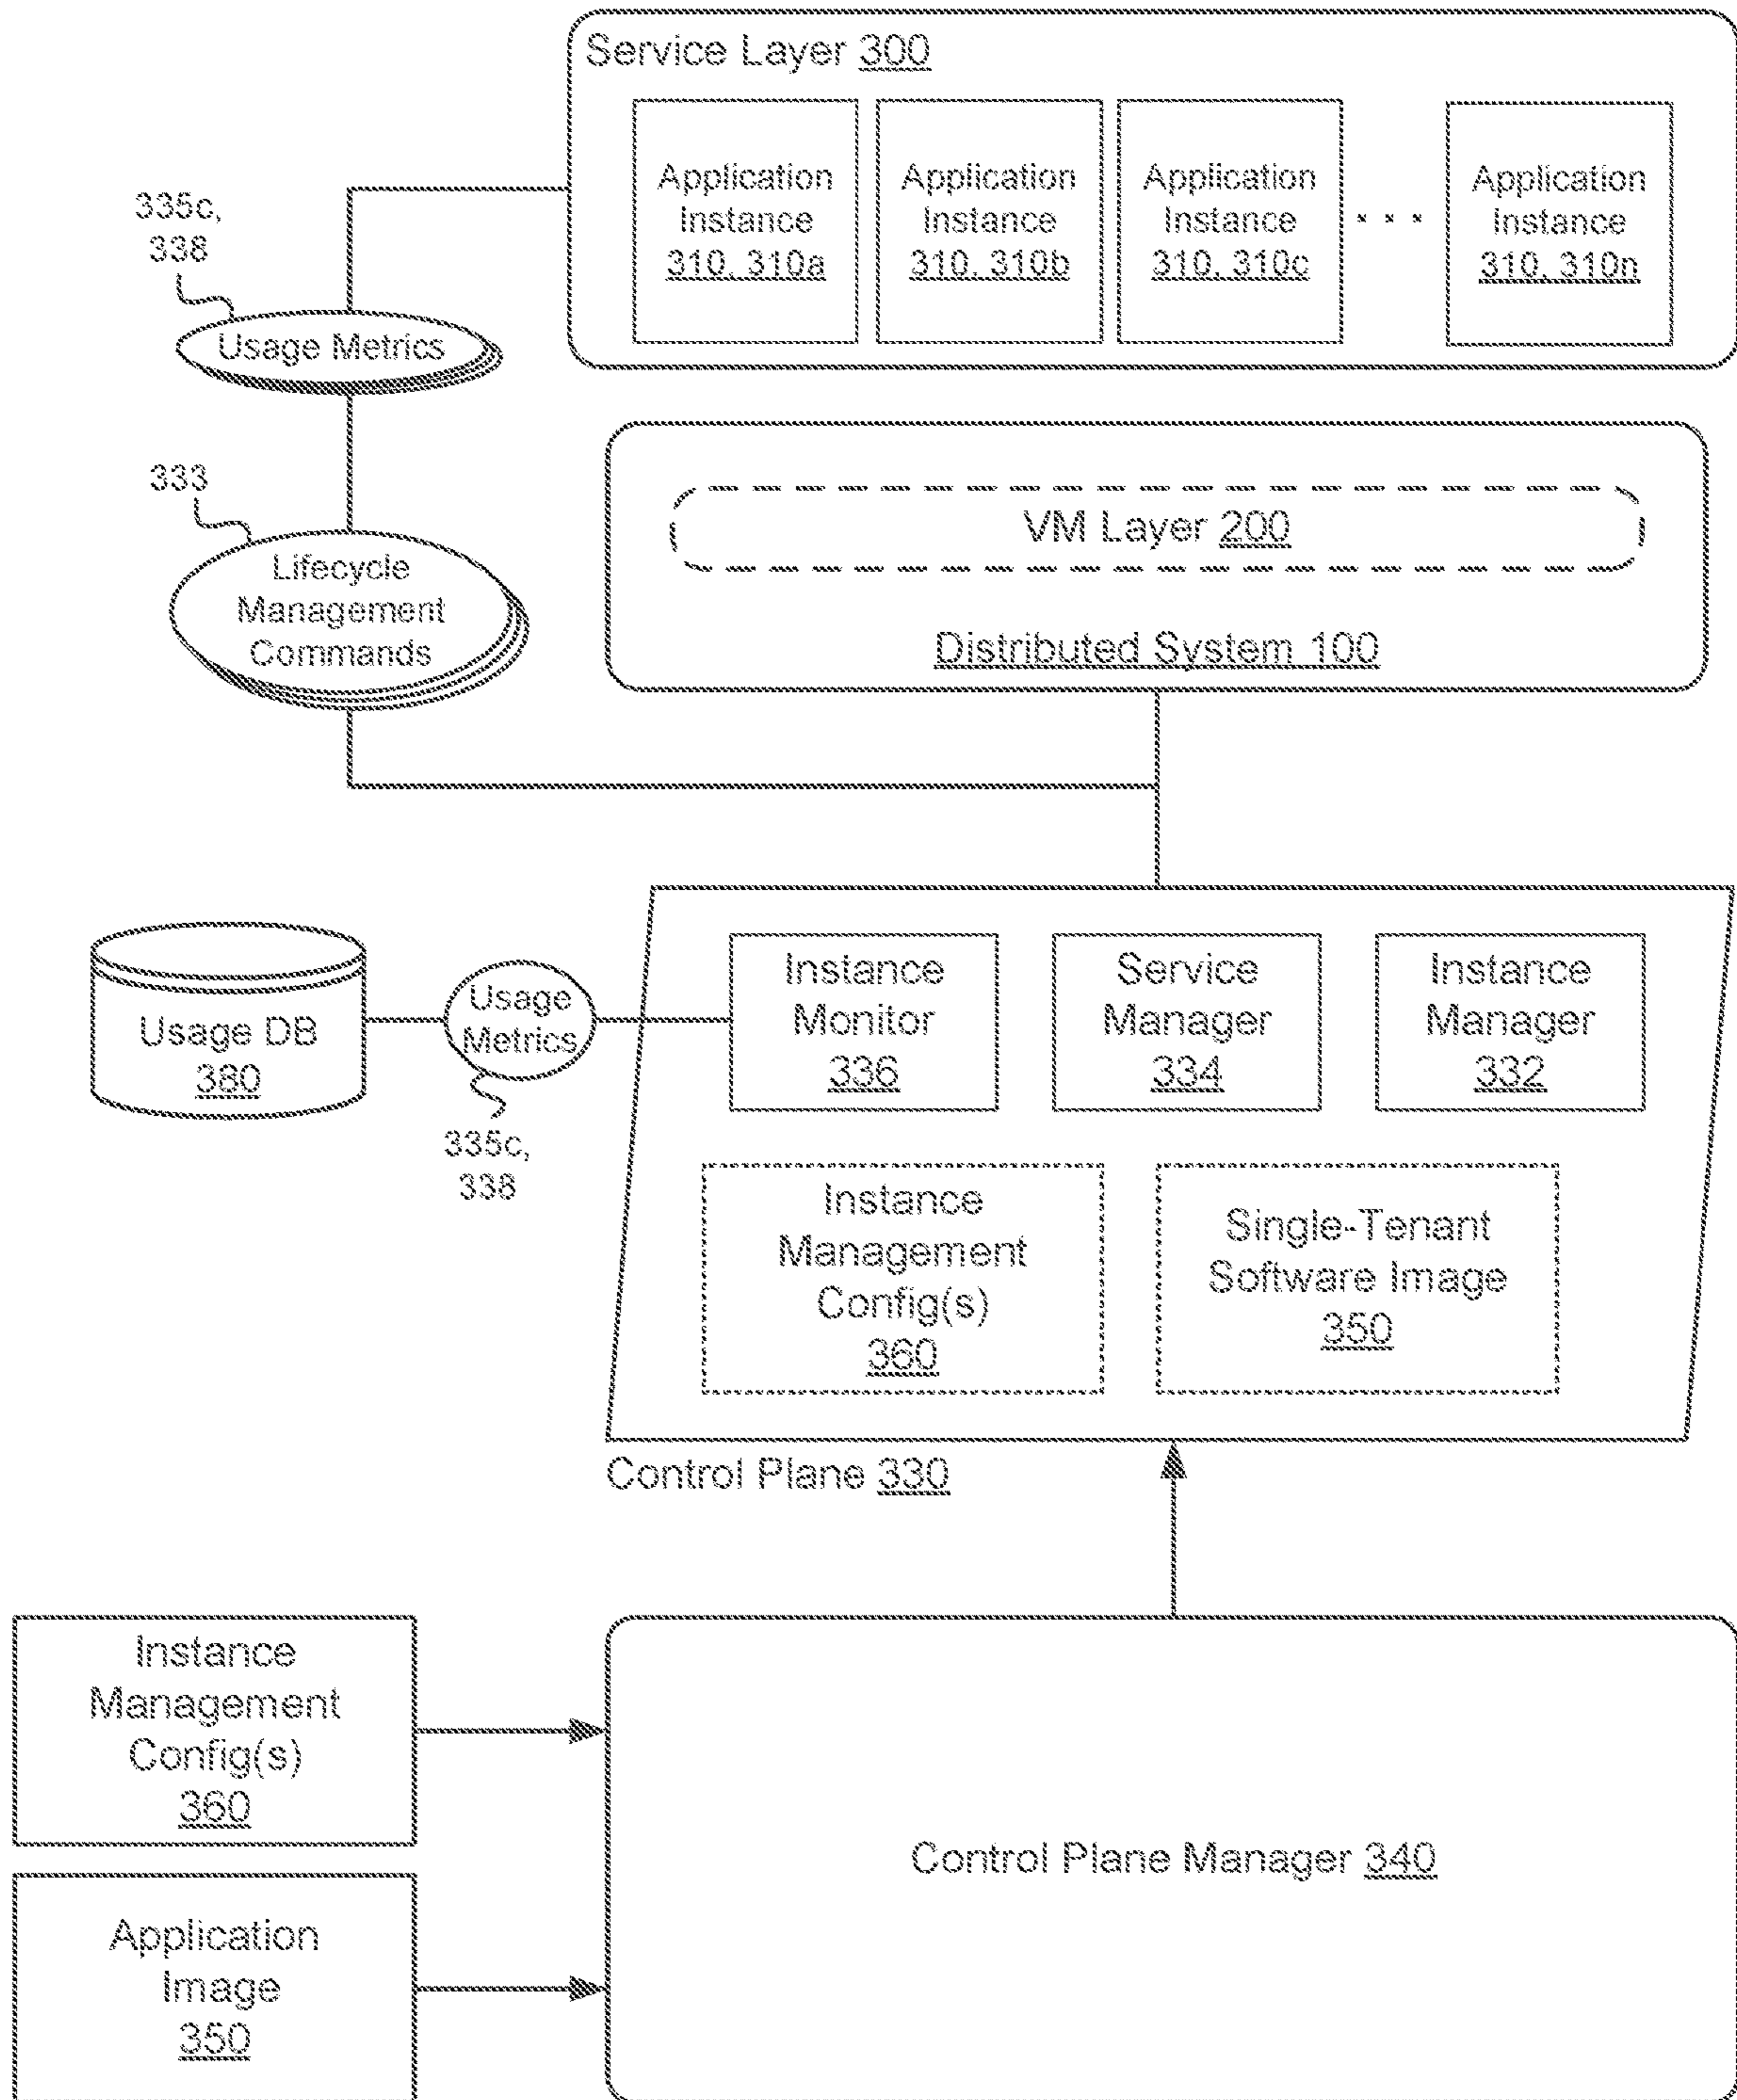 Service Layer 300
Application
Instance
310, 310a
Application
Instance
310, 310b
Application
Instance
310, 310c
. . .
Application
Instance
310, 310n
335c,
338
Usage Metrics
333
Lifecycle
Management
Commands
VM Layer 200
Distributed System 100
Usage DB
380
Usage
Metrics
335c,
338
Instance
Monitor
336
Service
Manager
334
Instance
Manager
332
Instance
Management
Config(s)
360
Single-Tenant
Software Image
350
Control Plane 330
Instance
Management
Config(s)
360
Application
Image
350
Control Plane Manager 340